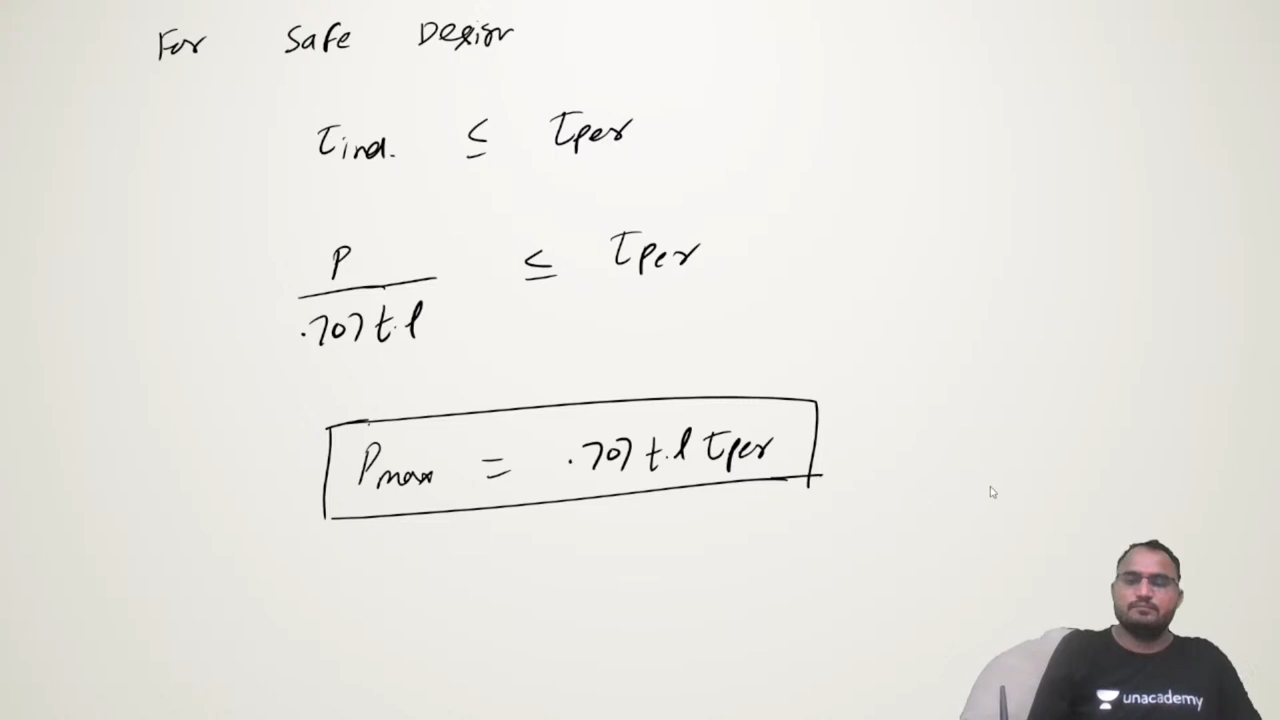 For Safe Design
τind. ≤ τper
P
.707 t.l
≤ τper
Pmax = .707 t.l τper
unacademy